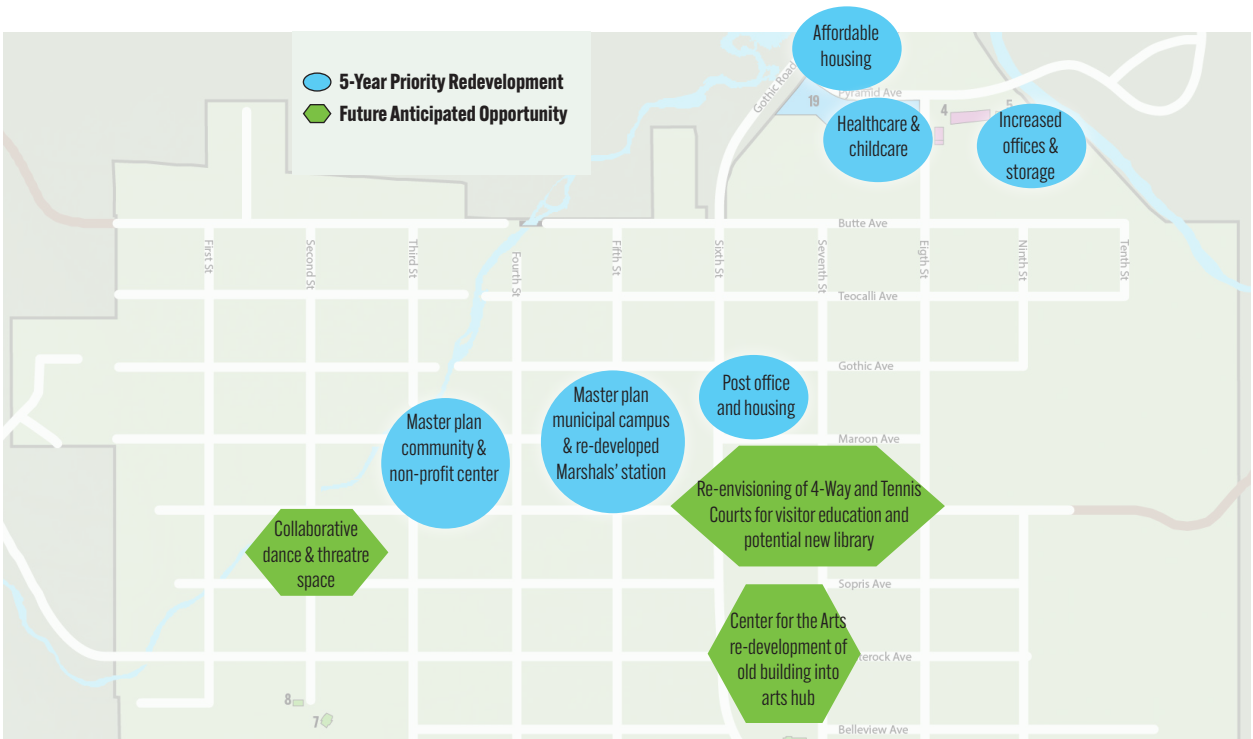 5-Year Priority Redevelopment
Future Anticipated Opportunity
Affordable
housing
Gothic Road
Pyramid Ave
19
4
5
Healthcare &
childcare
Increased
offices &
storage
Butte Ave
First St
Second St
Third St
Fourth St
Fifth St
Sixth St
Seventh St
Eigth St
Ninth St
Tenth St
Teocalli Ave
Gothic Ave
Post office
and housing
Master plan
municipal campus
& re-developed
Marshals’ station
Master plan
community &
non-profit center
Maroon Ave
Re-envisioning of 4-Way and Tennis
Courts for visitor education and
potential new library
Collaborative
dance & threatre
space
Sopris Ave
Center for the Arts
re-development of
old building into
arts hub
erock Ave
8
7
Belleview Ave